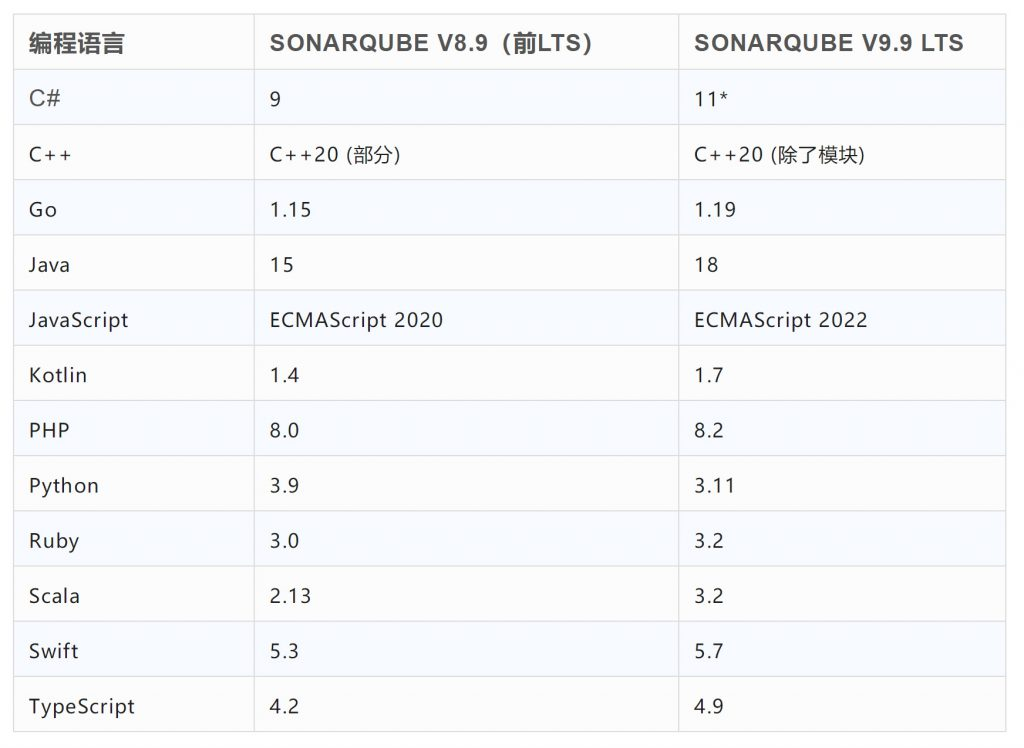 编程语言 SONARQUBE V8.9（前LTS） SONARQUBE V9.9 LTS
C# 9 11*
C++ C++20 (部分) C++20 (除了模块)
Go 1.15 1.19
Java 15 18
JavaScript ECMAScript 2020 ECMAScript 2022
Kotlin 1.4 1.7
PHP 8.0 8.2
Python 3.9 3.11
Ruby 3.0 3.2
Scala 2.13 3.2
Swift 5.3 5.7
TypeScript 4.2 4.9